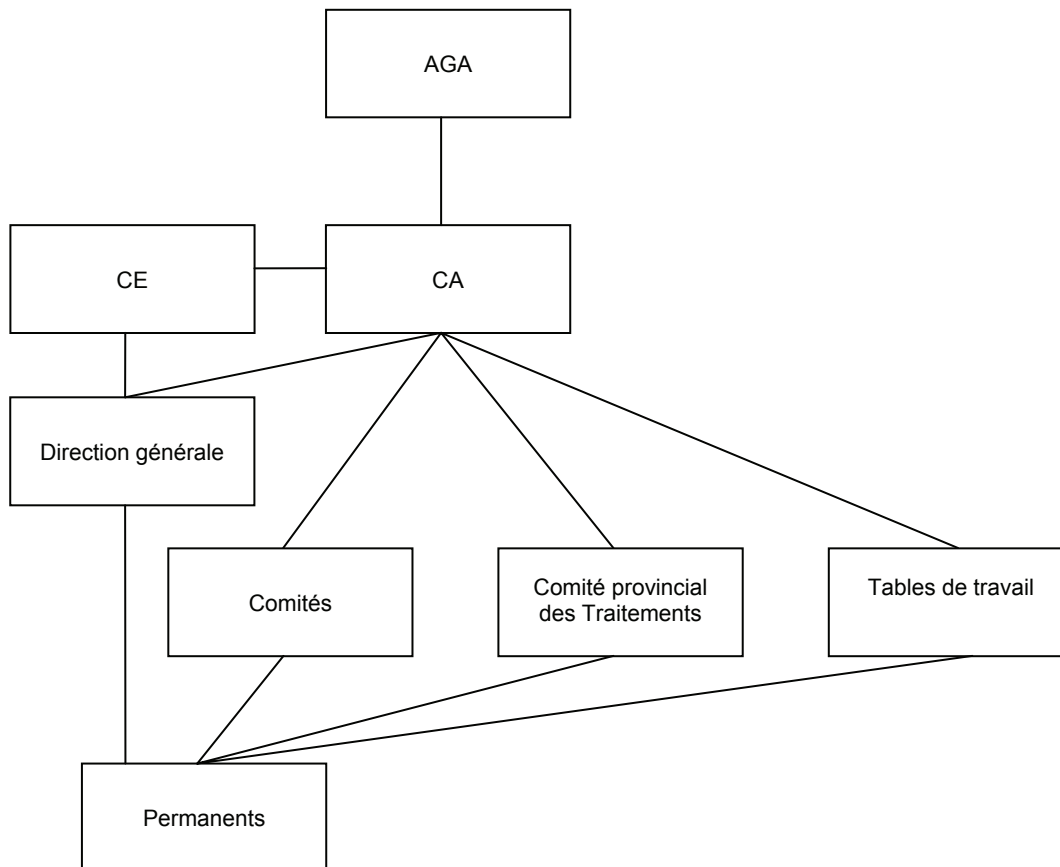 AGA
CE
CA
Direction générale
Comités
Comité provincial
des Traitements
Tables de travail
Permanents